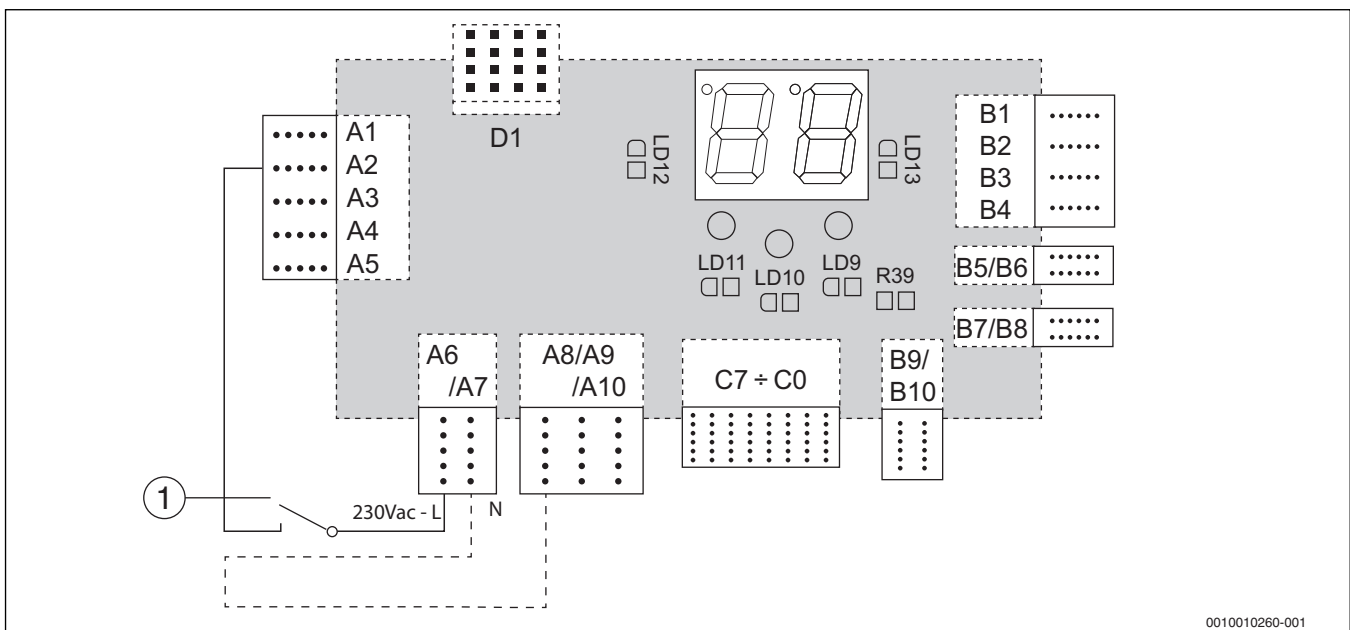 D1
A1
A2
A3
A4
A5
LD12
LD13
B1
B2
B3
B4
LD11
LD10
LD9
R39
B5/B6
B7/B8
A6
/A7
A8/A9
/A10
C7 ÷ C0
B9/
B10
1
230Vac - L
N
0010010260-001